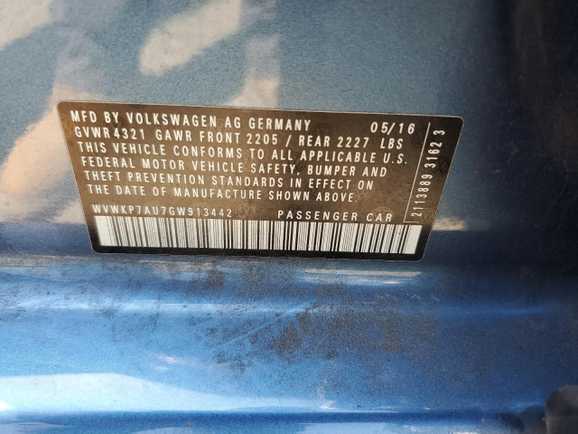 MFD BY VOLKSWAGEN AG GERMANY 05/16
GVWR 4321 GAWR FRONT 2205 / REAR 2227 LBS
THIS VEHICLE CONFORMS TO ALL APPLICABLE U.S.
FEDERAL MOTOR VEHICLE SAFETY, BUMPER AND
THEFT PREVENTION STANDARDS IN EFFECT ON
THE DATE OF MANUFACTURE SHOWN ABOVE.
WVWKP7AU7GW913442 PASSENGER CAR
2113889 3162 3